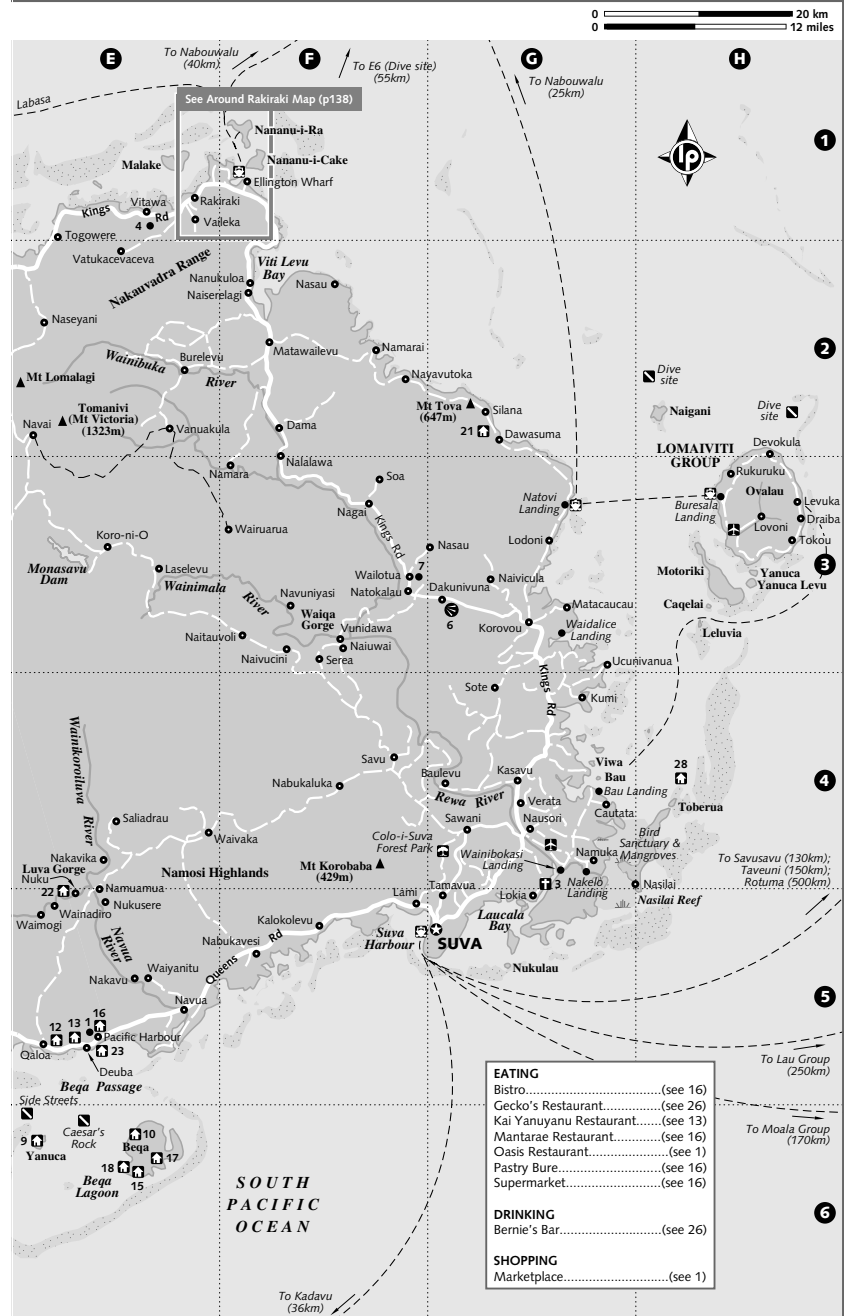 0 20 km
0 12 miles
E
F
G
H
To Nabouwalu
(40km)
To E6 (Dive site)
(55km)
To Nabouwalu
(25km)
Labasa
See Around Rakiraki Map (p138)
Nananu-i-Ra
Nananu-i-Cake
Malake
Ellington Wharf
lp
1
Kings Rd
Vitawa
4
Rakiraki
Vaileka
Togowere
Vatukacevaceva
Nakauvadra Range
Viti Levu
Bay
Nanukuloa
Naiserelagi
Nasau
Naseyani
2
Matawailevu
Namarai
Wainibuka
River
Burelevu
Nayavutoka
Mt Lomalagi
Dive
site
Tomanivi
(Mt Victoria)
(1323m)
Mt Tova
(647m)
Silana
21
Dawasuma
Naigani
Dive
site
Navai
Vanuakula
Dama
LOMAIVITI
GROUP
Devokula
Nalalawa
Namara
Soa
Rukuruku
Ovalau
Natovi
Landing
Buresala
Landing
Levuka
Draiba
Lovoni
Tokou
Nagai
Kings Rd
Wairuarua
Koro-ni-O
Nasau
Lodoni
3
Monasavu
Dam
Laselevu
Wainimala
River
7
Wailotua
Natokalau
Dakunivuna
6
Naivicula
Motoriki
Yanuca
Yanuca Levu
Navuniyasi
Waiqa
Gorge
Matacaucau
Caqelai
Korovou
Waidalice
Landing
Leluvia
Naitauvoli
Vunidawa
Naiuwai
Naivucini
Serea
Ucunivanua
Kings Rd
Sote
Kumi
Wainikoroiluva
River
Savu
Viwa
Bau
28
4
Nabukaluka
Baulevu
Kasavu
Bau Landing
Rewa River
Verata
Cautata
Toberua
Saliadrau
Waivaka
Sawani
Nausori
Colo-i-Suva
Forest Park
Bird
Sanctuary &
Mangroves
Nakavika
Namosi Highlands
Mt Korobaba
(429m)
Wainibokasi
Landing
Namuka
To Savusavu (130km);
Taveuni (150km);
Rotuma (500km)
Luva Gorge
Nuku
22
Namuamua
Nukusere
Wainadiro
Waimogi
Lami
Tamavua
Lokia
3
Nakelo
Landing
Nasilai
Nasilai Reef
Kalokolevu
Laucala
Bay
Suva
Harbour
SUVA
Navua
River
Nabukavesi
Queens Rd
Nukulau
Nakavu
Waiyanitu
5
Navua
16
12
13
1
Pacific Harbour
23
Qaloa
Deuba
Beqa Passage
To Lau Group
(250km)
Side Streets
Caesar's
Rock
9
Yanuca
10
Beqa
17
18
15
Beqa
Lagoon
To Moala Group
(170km)
SOUTH
PACIFIC
OCEAN
6
To Kadavu
(36km)
EATING
Bistro..............................(see 16)
Gecko's Restaurant..............(see 26)
Kai Yanuyanu Restaurant......(see 13)
Mantarae Restaurant............(see 16)
Oasis Restaurant..................(see 1)
Pastry Bure........................(see 16)
Supermarket.......................(see 16)
DRINKING
Bernie's Bar.......................(see 26)
SHOPPING
Marketplace........................(see 1)